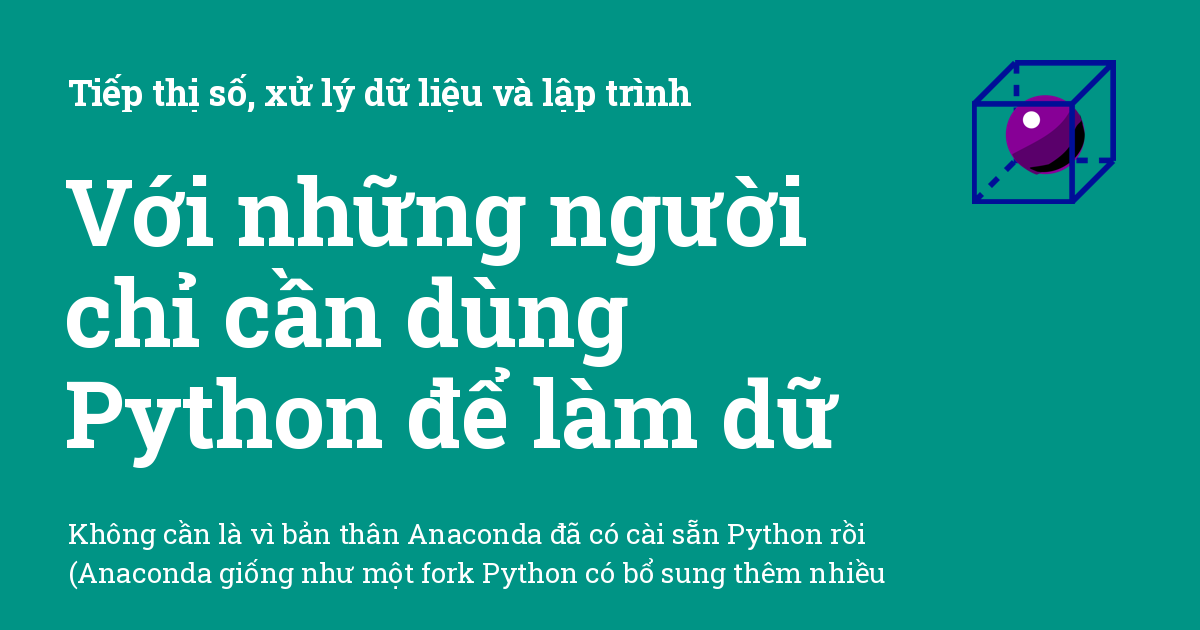 Tiếp thị số, xử lý dữ liệu và lập trình
Với những người
chỉ cần dùng
Python để làm dữ
Không cần là vì bản thân Anaconda đã có cài sẵn Python rồi
(Anaconda giống như một fork Python có bổ sung thêm nhiều